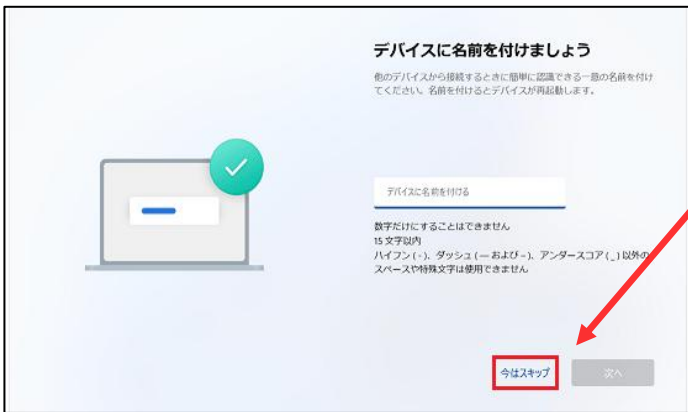 デバイスに名前を付けましょう
他のデバイスから接続するときに簡単に認識できる一意の名前を付け
てください。名前を付けるとデバイスが再起動します。
デバイスに名前を付ける
数字だけにすることはできません
15 文字以内
ハイフン (-)、ダッシュ (— および -)、アンダースコア ( _ ) 以外の
スペースや特殊文字は使用できません
今はスキップ
次へ